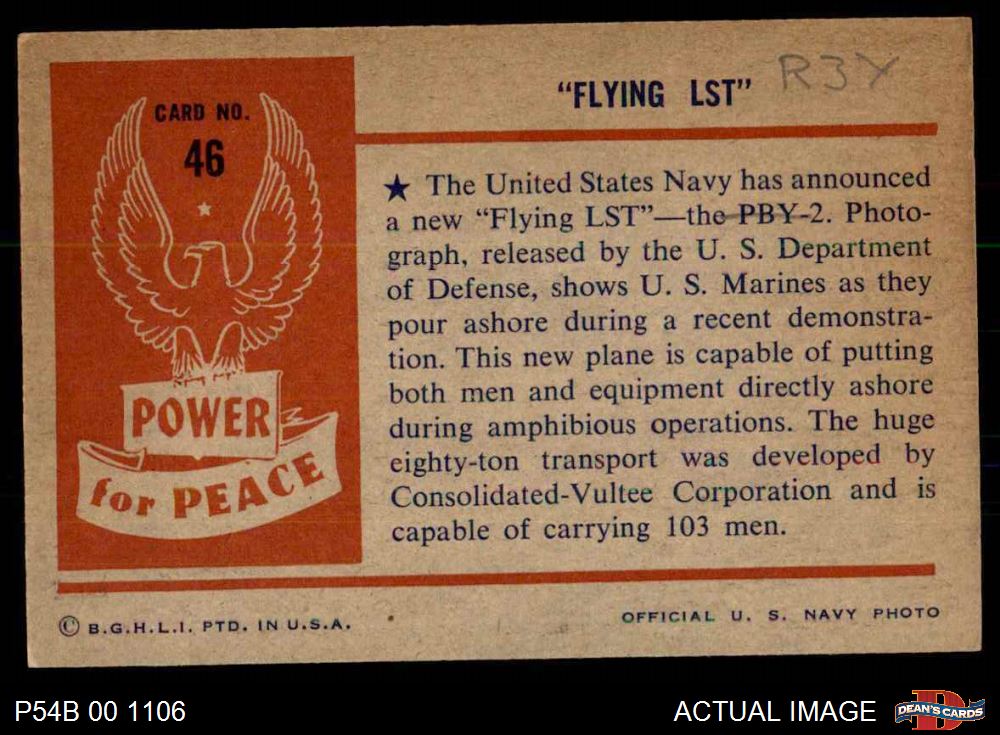 CARD NO.
46
POWER
for PEACE
"FLYING LST" R3Y
★ The United States Navy has announced
a new "Flying LST"—the PBY-2. Photo-
graph, released by the U. S. Department
of Defense, shows U. S. Marines as they
pour ashore during a recent demonstra-
tion. This new plane is capable of putting
both men and equipment directly ashore
during amphibious operations. The huge
eighty-ton transport was developed by
Consolidated-Vultee Corporation and is
capable of carrying 103 men.
© B.G.H.L.I. PTD. IN U.S.A.
OFFICIAL U. S. NAVY PHOTO
P54B 00 1106
ACTUAL IMAGE
DEAN'S CARDS